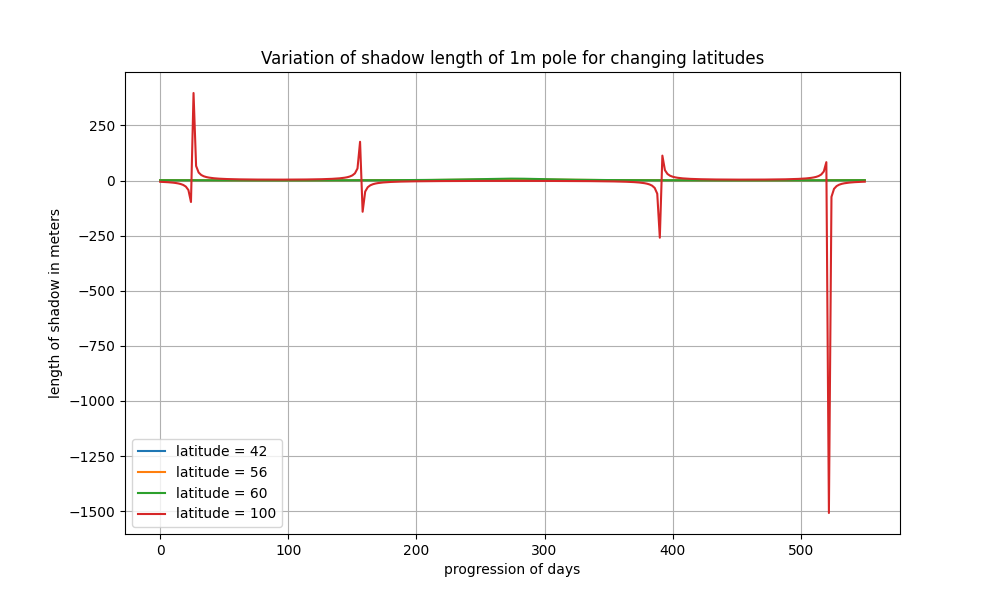 Variation of shadow length of 1m pole for changing latitudes
length of shadow in meters
250
0
−250
−500
−750
−1000
−1250
−1500
latitude = 42
latitude = 56
latitude = 60
latitude = 100
0 100 200 300 400 500
progression of days